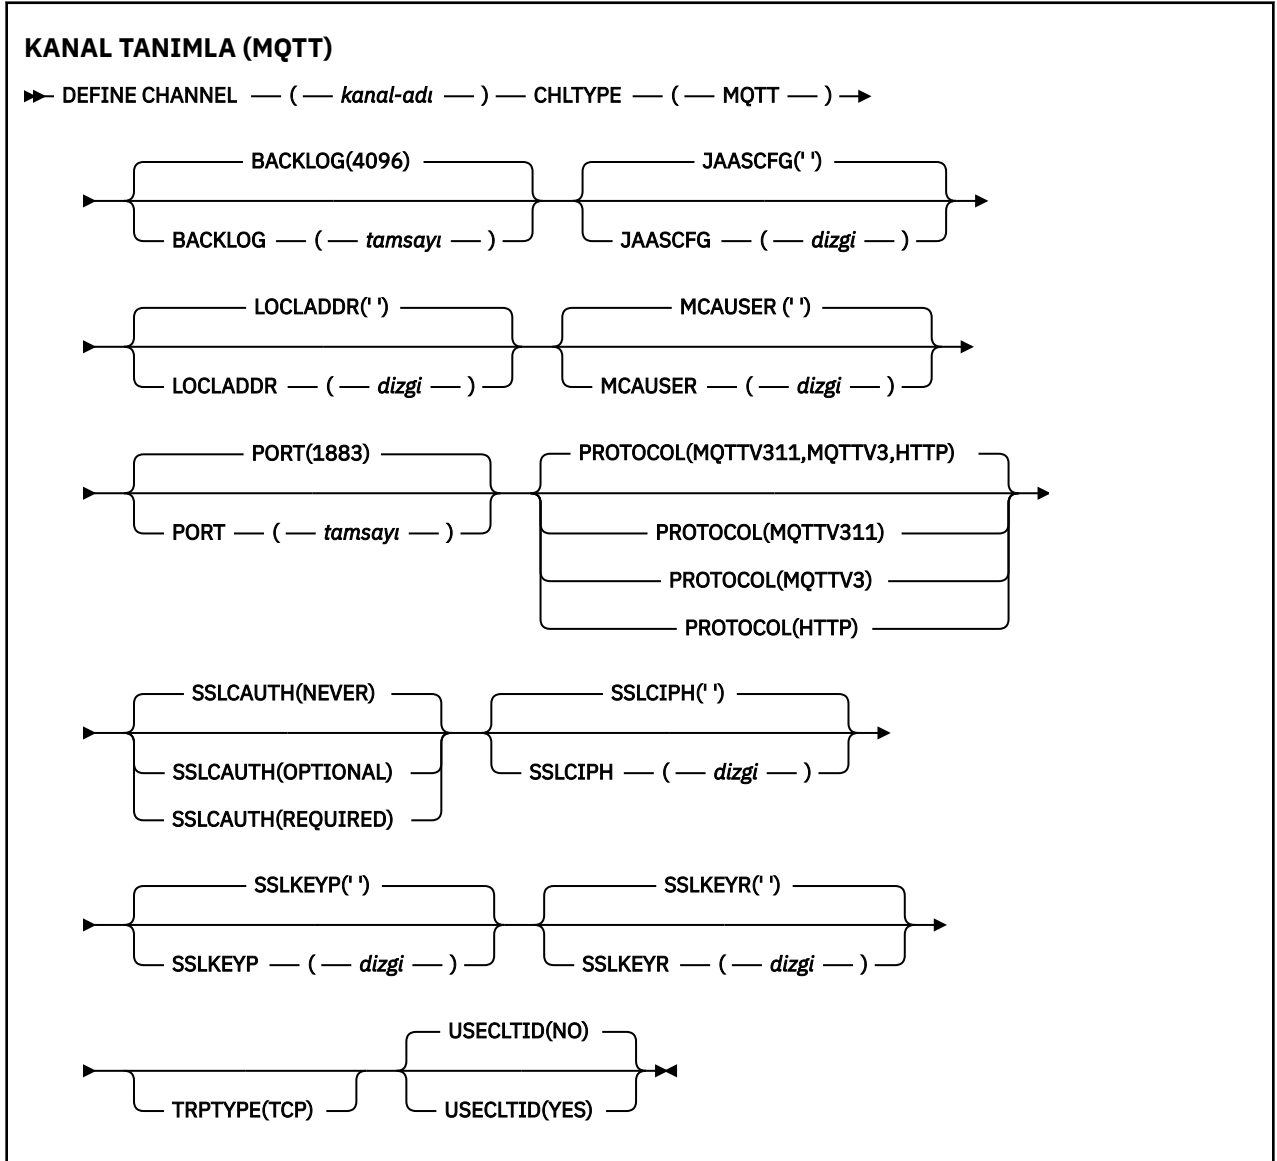 KANAL TANIMLA (MQTT)
DEFINE CHANNEL ( kanal-adı ) CHLTYPE ( MQTT )
BACKLOG(4096) JAASCFG(' ')
BACKLOG ( tamsayı ) JAASCFG ( dizgi )
LOCLADDR(' ') MCAUSER (' ')
LOCLADDR ( dizgi ) MCAUSER ( dizgi )
PORT(1883) PROTOCOL(MQTTV311,MQTTV3,HTTP)
PORT ( tamsayı ) PROTOCOL(MQTTV311)
PROTOCOL(MQTTV3)
PROTOCOL(HTTP)
SSLCAUTH(NEVER) SSLCIPH(' ')
SSLCAUTH(OPTIONAL) SSLCIPH ( dizgi )
SSLCAUTH(REQUIRED)
SSLKEYP(' ') SSLKEYR(' ')
SSLKEYP ( dizgi ) SSLKEYR ( dizgi )
USECLTID(NO)
TRPTYPE(TCP) USECLTID(YES)